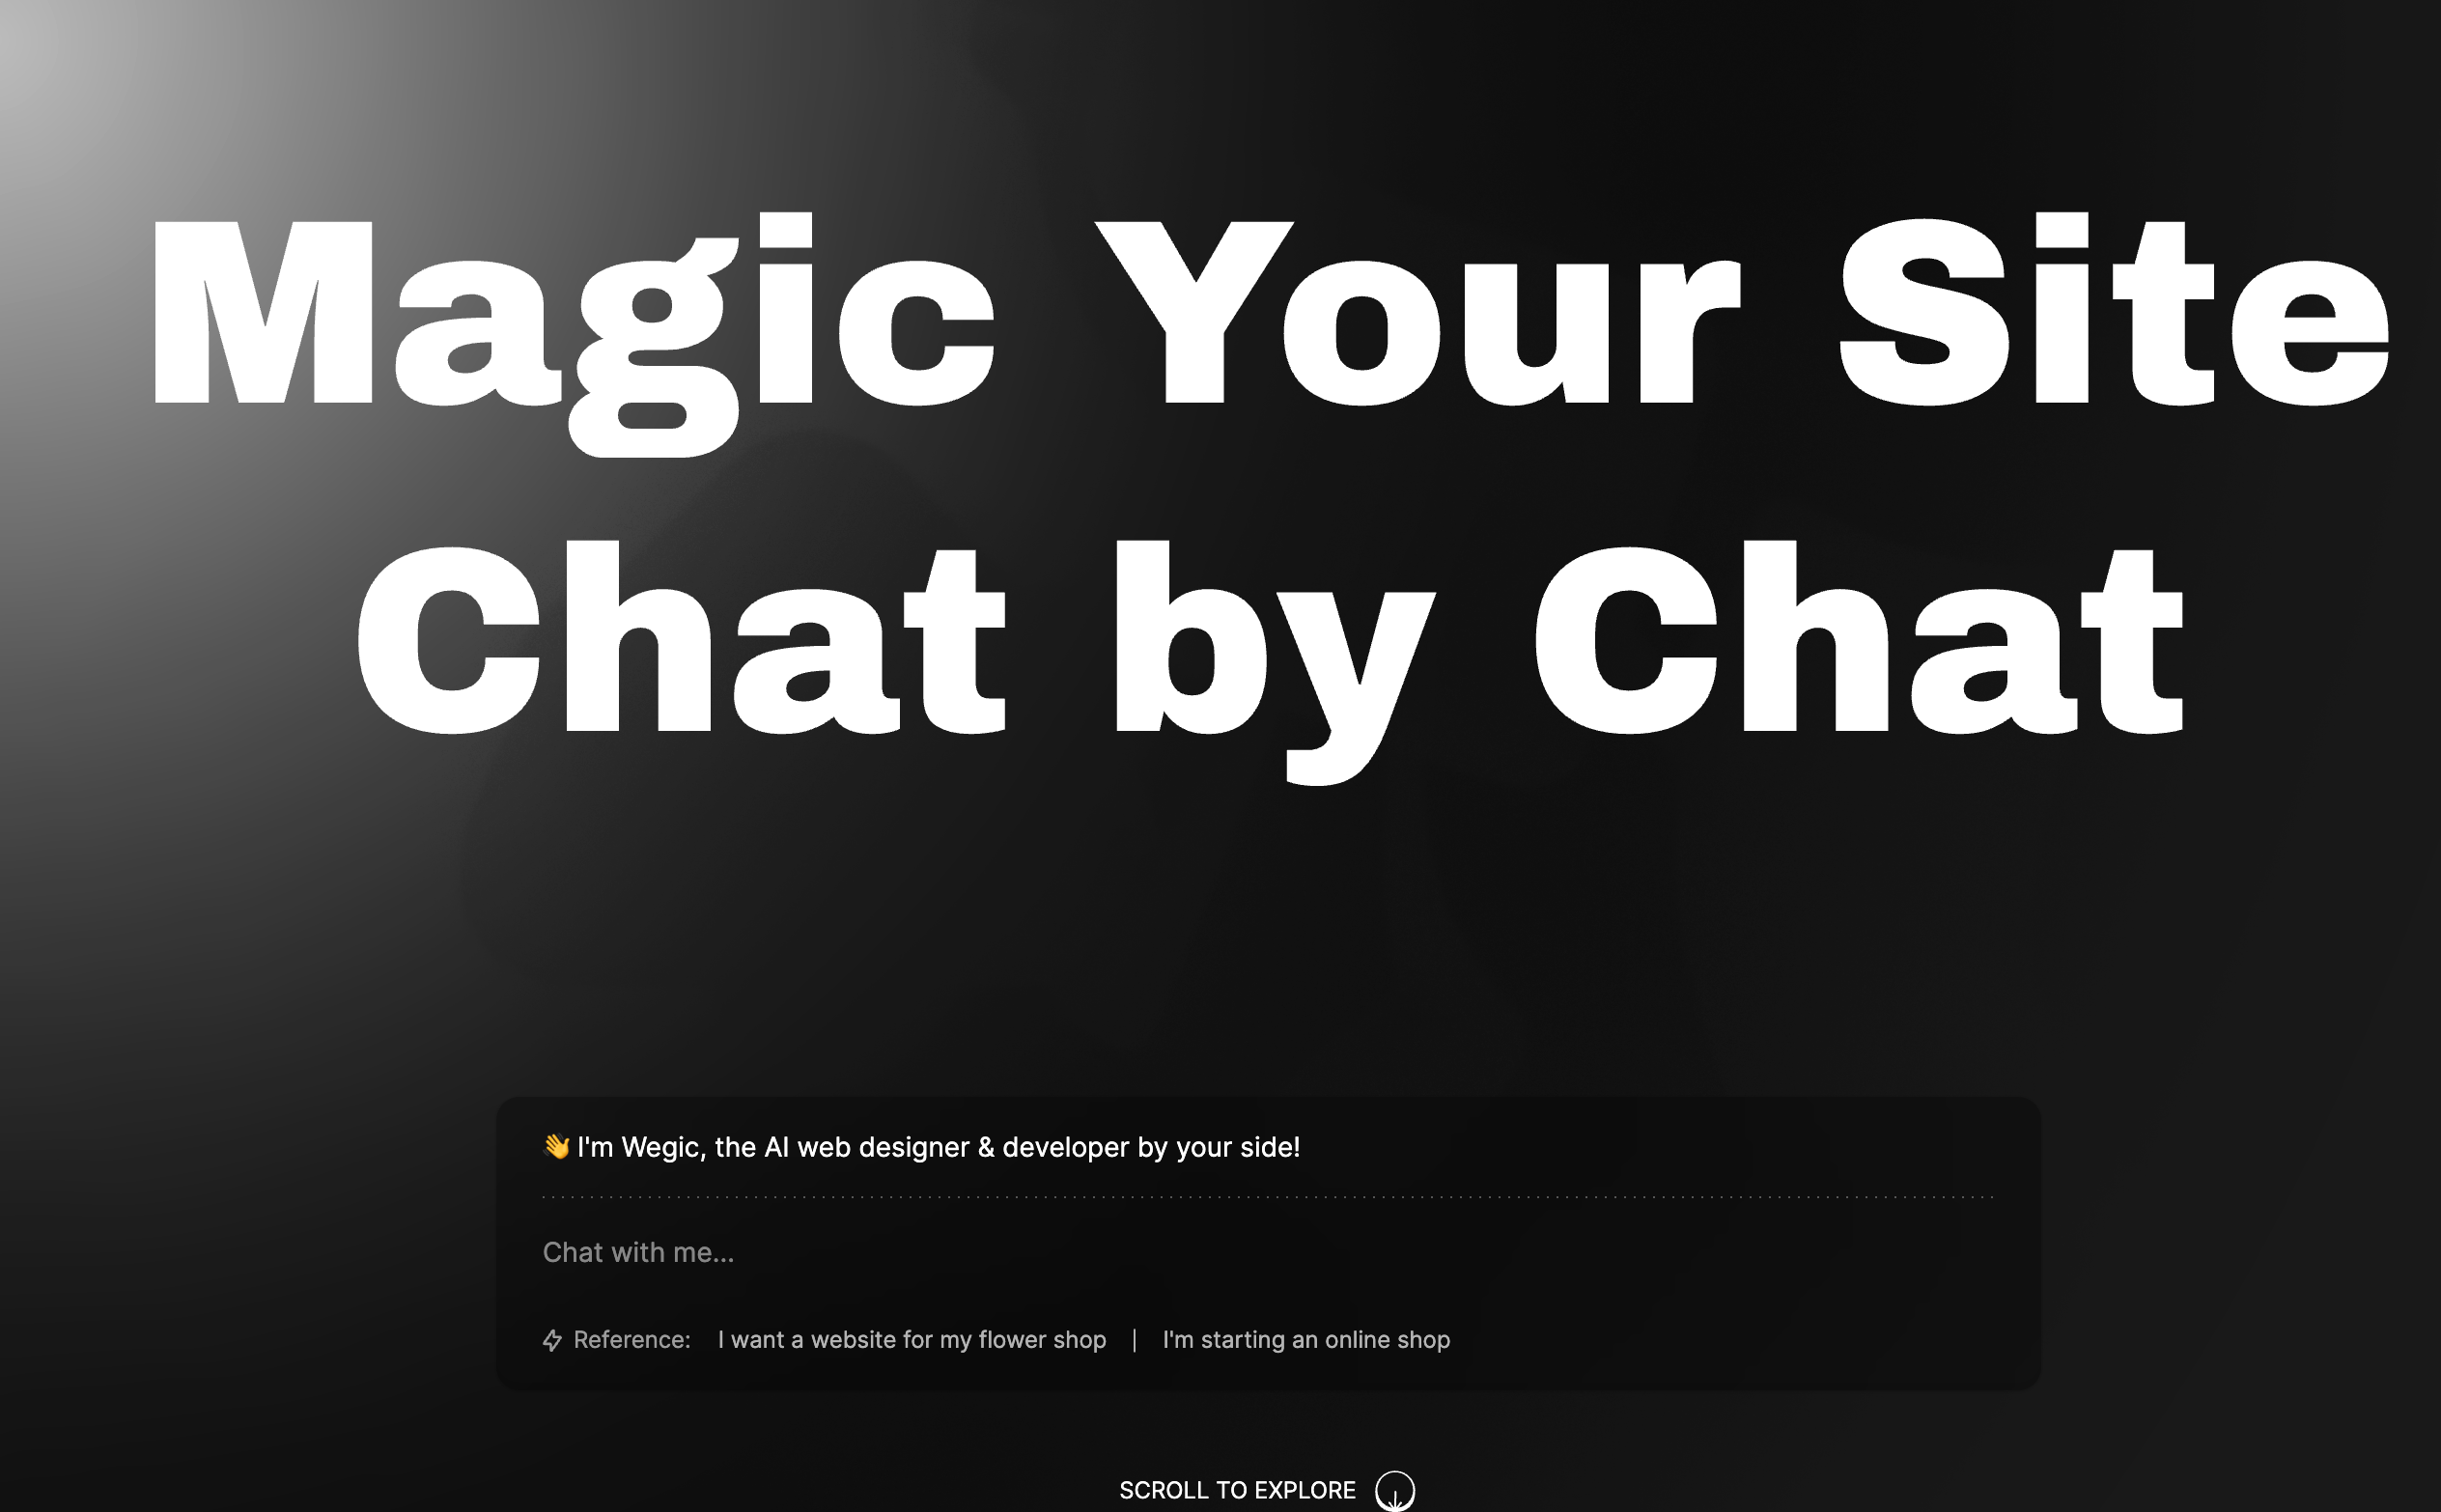 Magic Your Site
Chat by Chat
👋 I'm Wegic, the AI web designer & developer by your side!
Chat with me...
Reference: I want a website for my flower shop | I'm starting an online shop
SCROLL TO EXPLORE